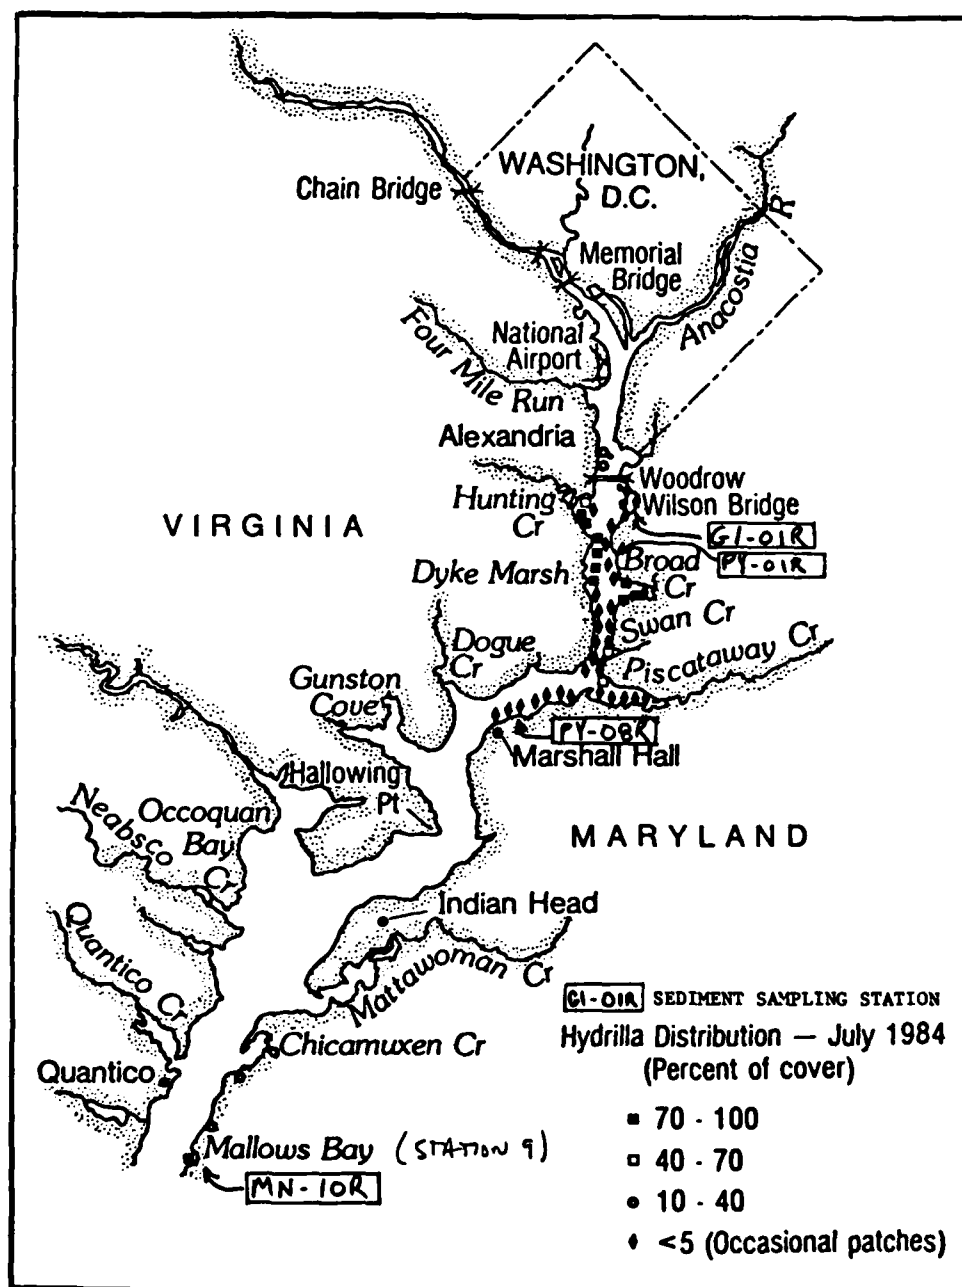 WASHINGTON,
D.C.
Chain Bridge
Memorial
Bridge
Anacostia R
National
Airport
Four Mile Run
Alexandria
Woodrow
Wilson Bridge
Hunting
Cr
VIRGINIA
GI-01R
PY-01R
Broad
Cr
Dyke Marsh
Swan Cr
Dogue
Cr
Piscataway Cr
Gunston
Cove
PY-08R
Marshall Hall
Hallowing
Pt
Occoquan
Bay
Neabsco Cr
MARYLAND
Indian Head
Quantico Cr
Mattawoman Cr
Chicamuxen Cr
Quantico
Mallows Bay (STATION 9)
MN-10R
GI-01R SEDIMENT SAMPLING STATION
Hydrilla Distribution — July 1984
(Percent of cover)
70 - 100
40 - 70
10 - 40
<5 (Occasional patches)